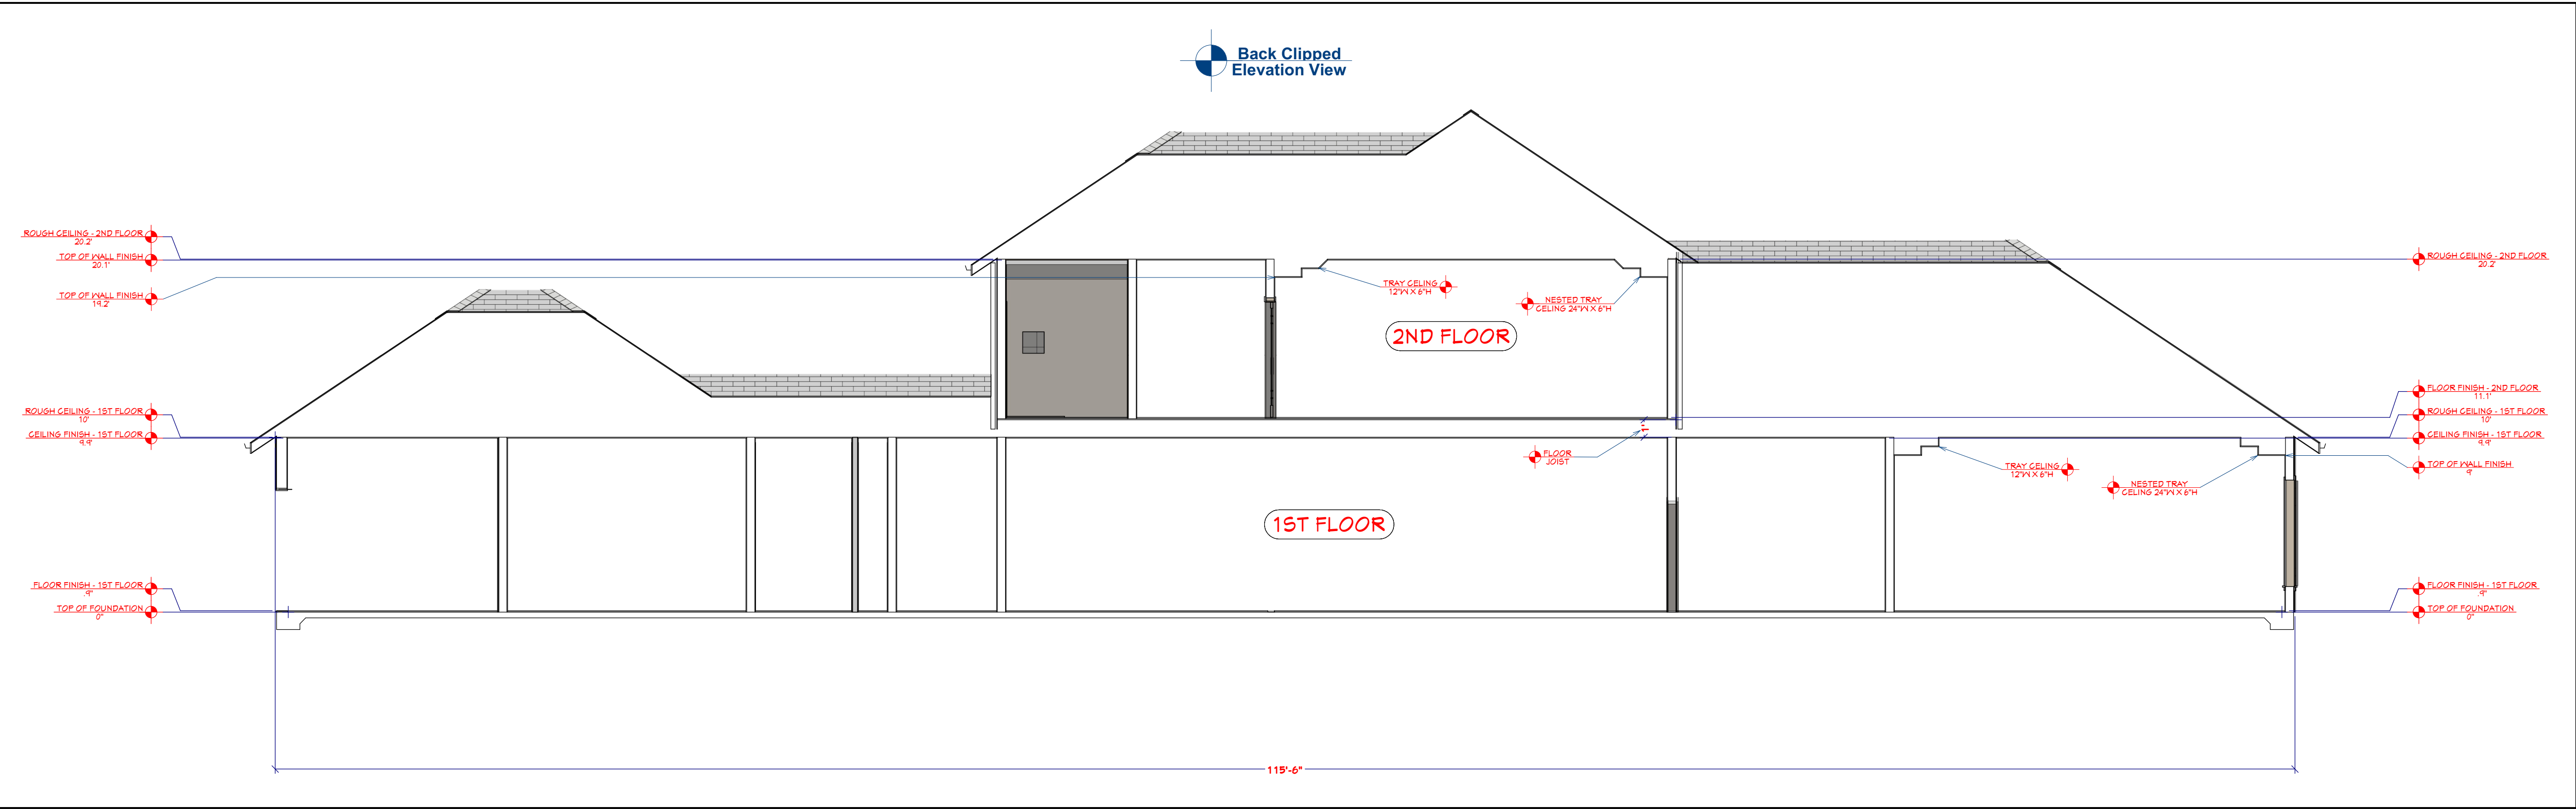 Back Clipped
Elevation View
ROUGH CEILING - 2ND FLOOR
20.2'
TOP OF WALL FINISH
20.1'
TOP OF WALL FINISH
19.2'
ROUGH CEILING - 1ST FLOOR
10'
CEILING FINISH - 1ST FLOOR
9.9'
FLOOR FINISH - 1ST FLOOR
.9"
TOP OF FOUNDATION
0"
TRAY CELING
12"W X 6"H
NESTED TRAY
CELING 24"W X 6"H
2ND FLOOR
1'
FLOOR
JOIST
1ST FLOOR
TRAY CELING
12"W X 6"H
NESTED TRAY
CELING 24"W X 6"H
ROUGH CEILING - 2ND FLOOR
20.2'
FLOOR FINISH - 2ND FLOOR
11.1'
ROUGH CEILING - 1ST FLOOR
10'
CEILING FINISH - 1ST FLOOR
9.9'
TOP OF WALL FINISH
9'
FLOOR FINISH - 1ST FLOOR
.9"
TOP OF FOUNDATION
0"
115'-6"